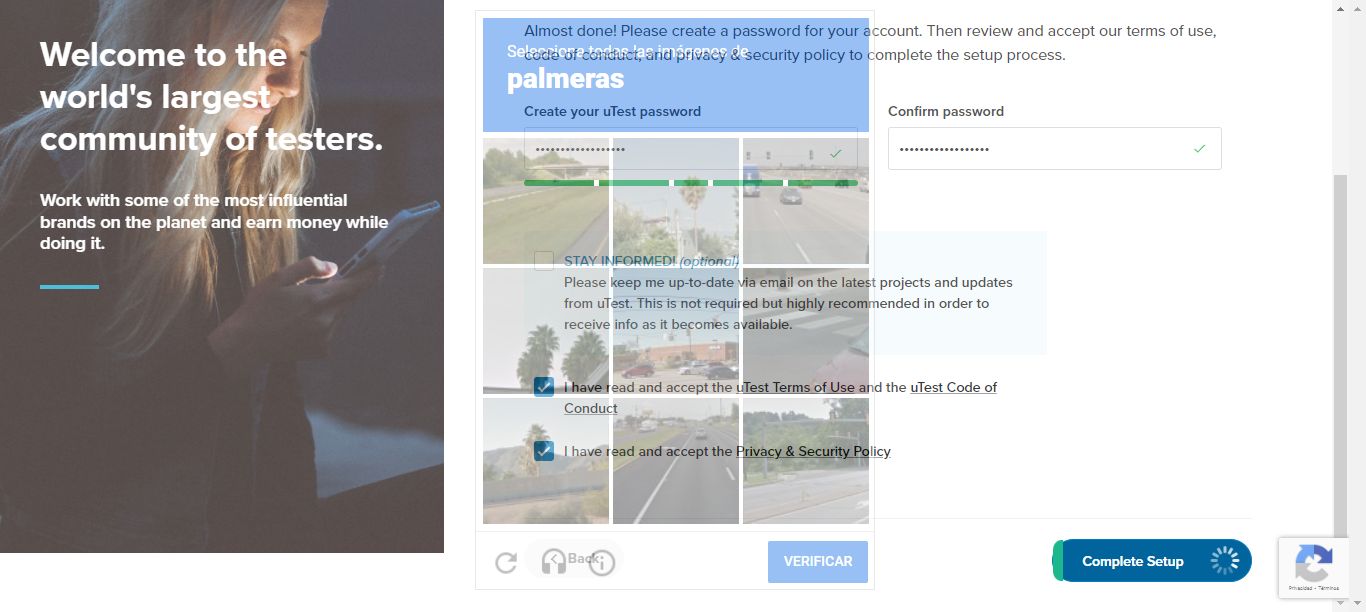 Welcome to the
world's largest
community of testers.
Work with some of the most influential
brands on the planet and earn money while
doing it.
Almost done! Please create a password for your account. Then review and accept our terms of use,
code of conduct, and privacy & security policy to complete the setup process.
Selecciona todas las imágenes de
palmeras
Create your uTest password
Confirm password
••••••••••••••••••
••••••••••••••••••
STAY INFORMED! (optional)
Please keep me up-to-date via email on the latest projects and updates
from uTest. This is not required but highly recommended in order to
receive info as it becomes available.
I have read and accept the uTest Terms of Use and the uTest Code of
Conduct
I have read and accept the Privacy & Security Policy
Back
VERIFICAR
Complete Setup
Privacidad - Términos